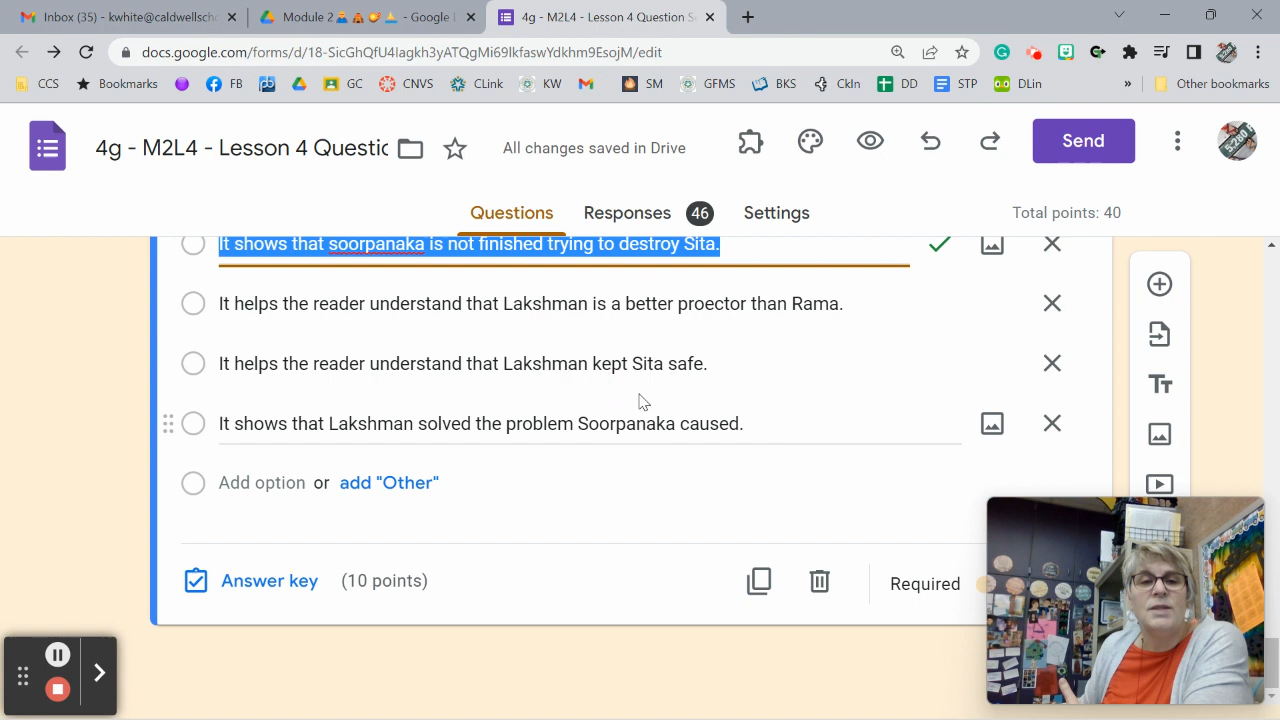 Inbox (35) - kwhite@caldwellscho
Module 2 - Google
4g - M2L4 - Lesson 4 Question Se
docs.google.com/forms/d/18-SicGhQfU4lagkh3yATQgMi69lkfaswYdkhm9EsojM/edit
CCS Bookmarks FB GC CNVS CLink KW SM GFM BKS CkIn DD STP DLin » Other bookmarks
4g - M2L4 - Lesson 4 Questic All changes saved in Drive Send
Questions Responses 46 Settings Total points: 40
It shows that soorpanaka is not finished trying to destroy Sita.
It helps the reader understand that Lakshman is a better proector than Rama.
It helps the reader understand that Lakshman kept Sita safe.
It shows that Lakshman solved the problem Soorpanaka caused.
Add option or add "Other"
Answer key (10 points) Required